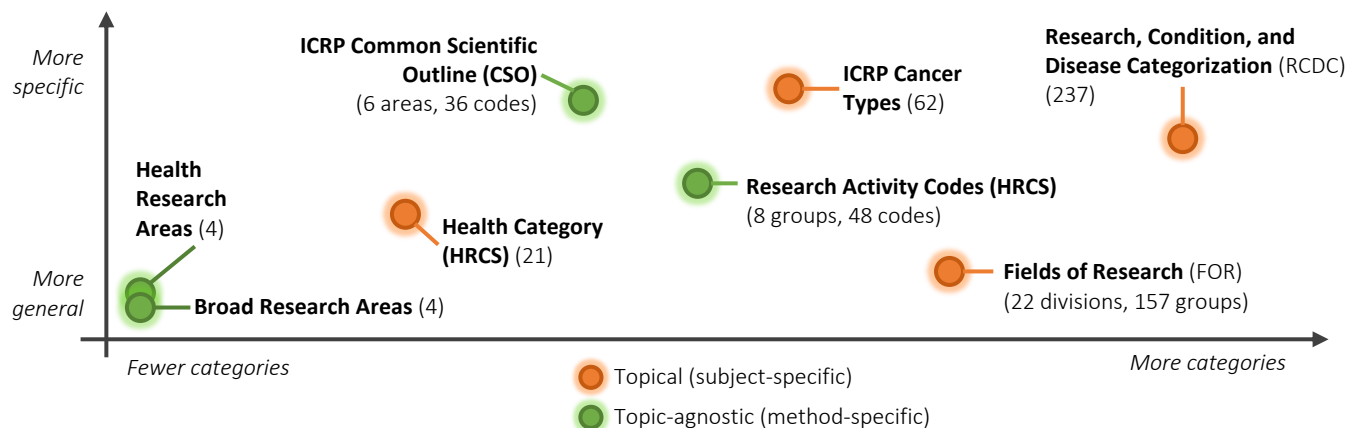 More
specific
ICRP Common Scientific
Outline (CSO)
(6 areas, 36 codes)
ICRP Cancer
Types (62)
Research, Condition, and
Disease Categorization (RCDC)
(237)
Health
Research
Areas (4)
Health Category
(HRCS) (21)
Research Activity Codes (HRCS)
(8 groups, 48 codes)
More
general
Broad Research Areas (4)
Fields of Research (FOR)
(22 divisions, 157 groups)
Fewer categories
More categories
Topical (subject-specific)
Topic-agnostic (method-specific)